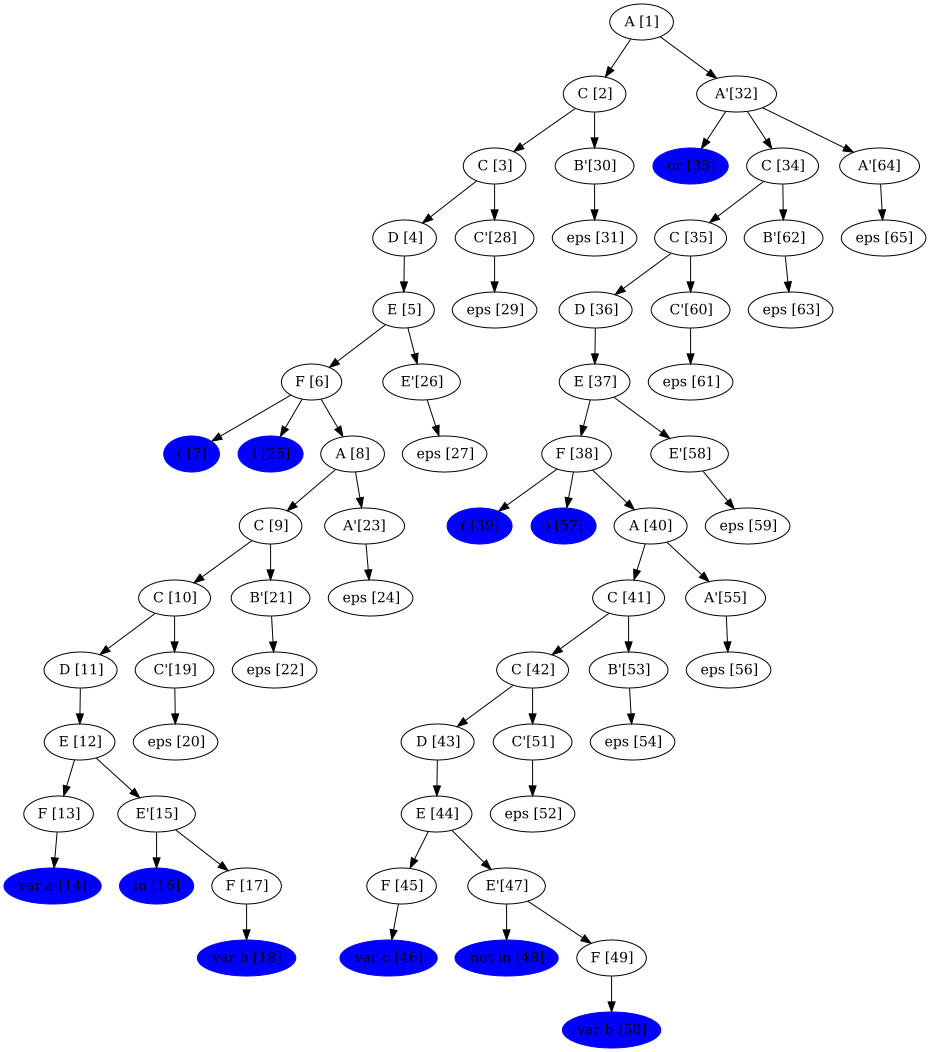 A [1]
C [2]
A'[32]
C [3]
B'[30]
or [33]
C [34]
A'[64]
D [4]
C'[28]
eps [31]
C [35]
B'[62]
eps [65]
E [5]
eps [29]
D [36]
C'[60]
eps [63]
F [6]
E'[26]
E [37]
eps [61]
( [7]
) [25]
A [8]
eps [27]
F [38]
E'[58]
C [9]
A'[23]
( [39]
) [57]
A [40]
eps [59]
C [10]
B'[21]
eps [24]
C [41]
A'[55]
D [11]
C'[19]
eps [22]
C [42]
B'[53]
eps [56]
E [12]
eps [20]
D [43]
C'[51]
eps [54]
F [13]
E'[15]
E [44]
eps [52]
var a [14]
in [16]
F [17]
F [45]
E'[47]
var b [18]
var c [46]
not in [48]
F [49]
var b [50]